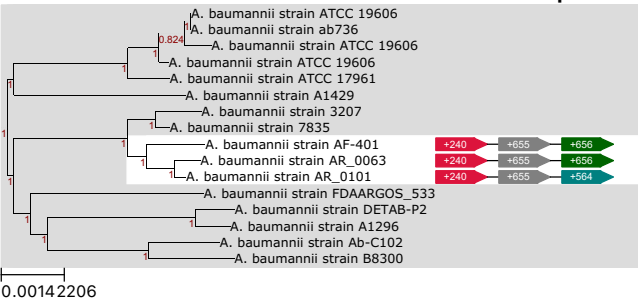 A. baumannii strain ATCC 19606
A. baumannii strain ab736
A. baumannii strain ATCC 19606
A. baumannii strain ATCC 19606
A. baumannii strain ATCC 17961
A. baumannii strain A1429
A. baumannii strain 3207
A. baumannii strain 7835
A. baumannii strain AF-401 +240 +655 +656
A. baumannii strain AR_0063 +240 +655 +656
A. baumannii strain AR_0101 +240 +655 +564
A. baumannii strain FDAARGOS_533
A. baumannii strain DETAB-P2
A. baumannii strain A1296
A. baumannii strain Ab-C102
A. baumannii strain B8300
1
0.824
1
1
1
1
1
1
1
1
1
1
1
1
0.00142206